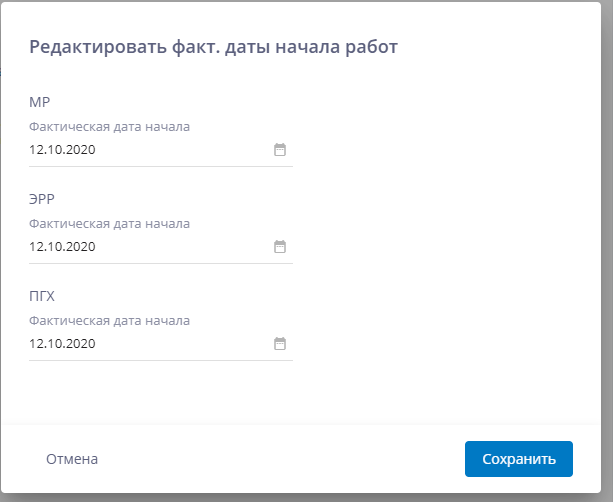 Редактировать факт. даты начала работ
МР
Фактическая дата начала
12.10.2020
ЭРР
Фактическая дата начала
12.10.2020
ПГХ
Фактическая дата начала
12.10.2020
Отмена
Сохранить